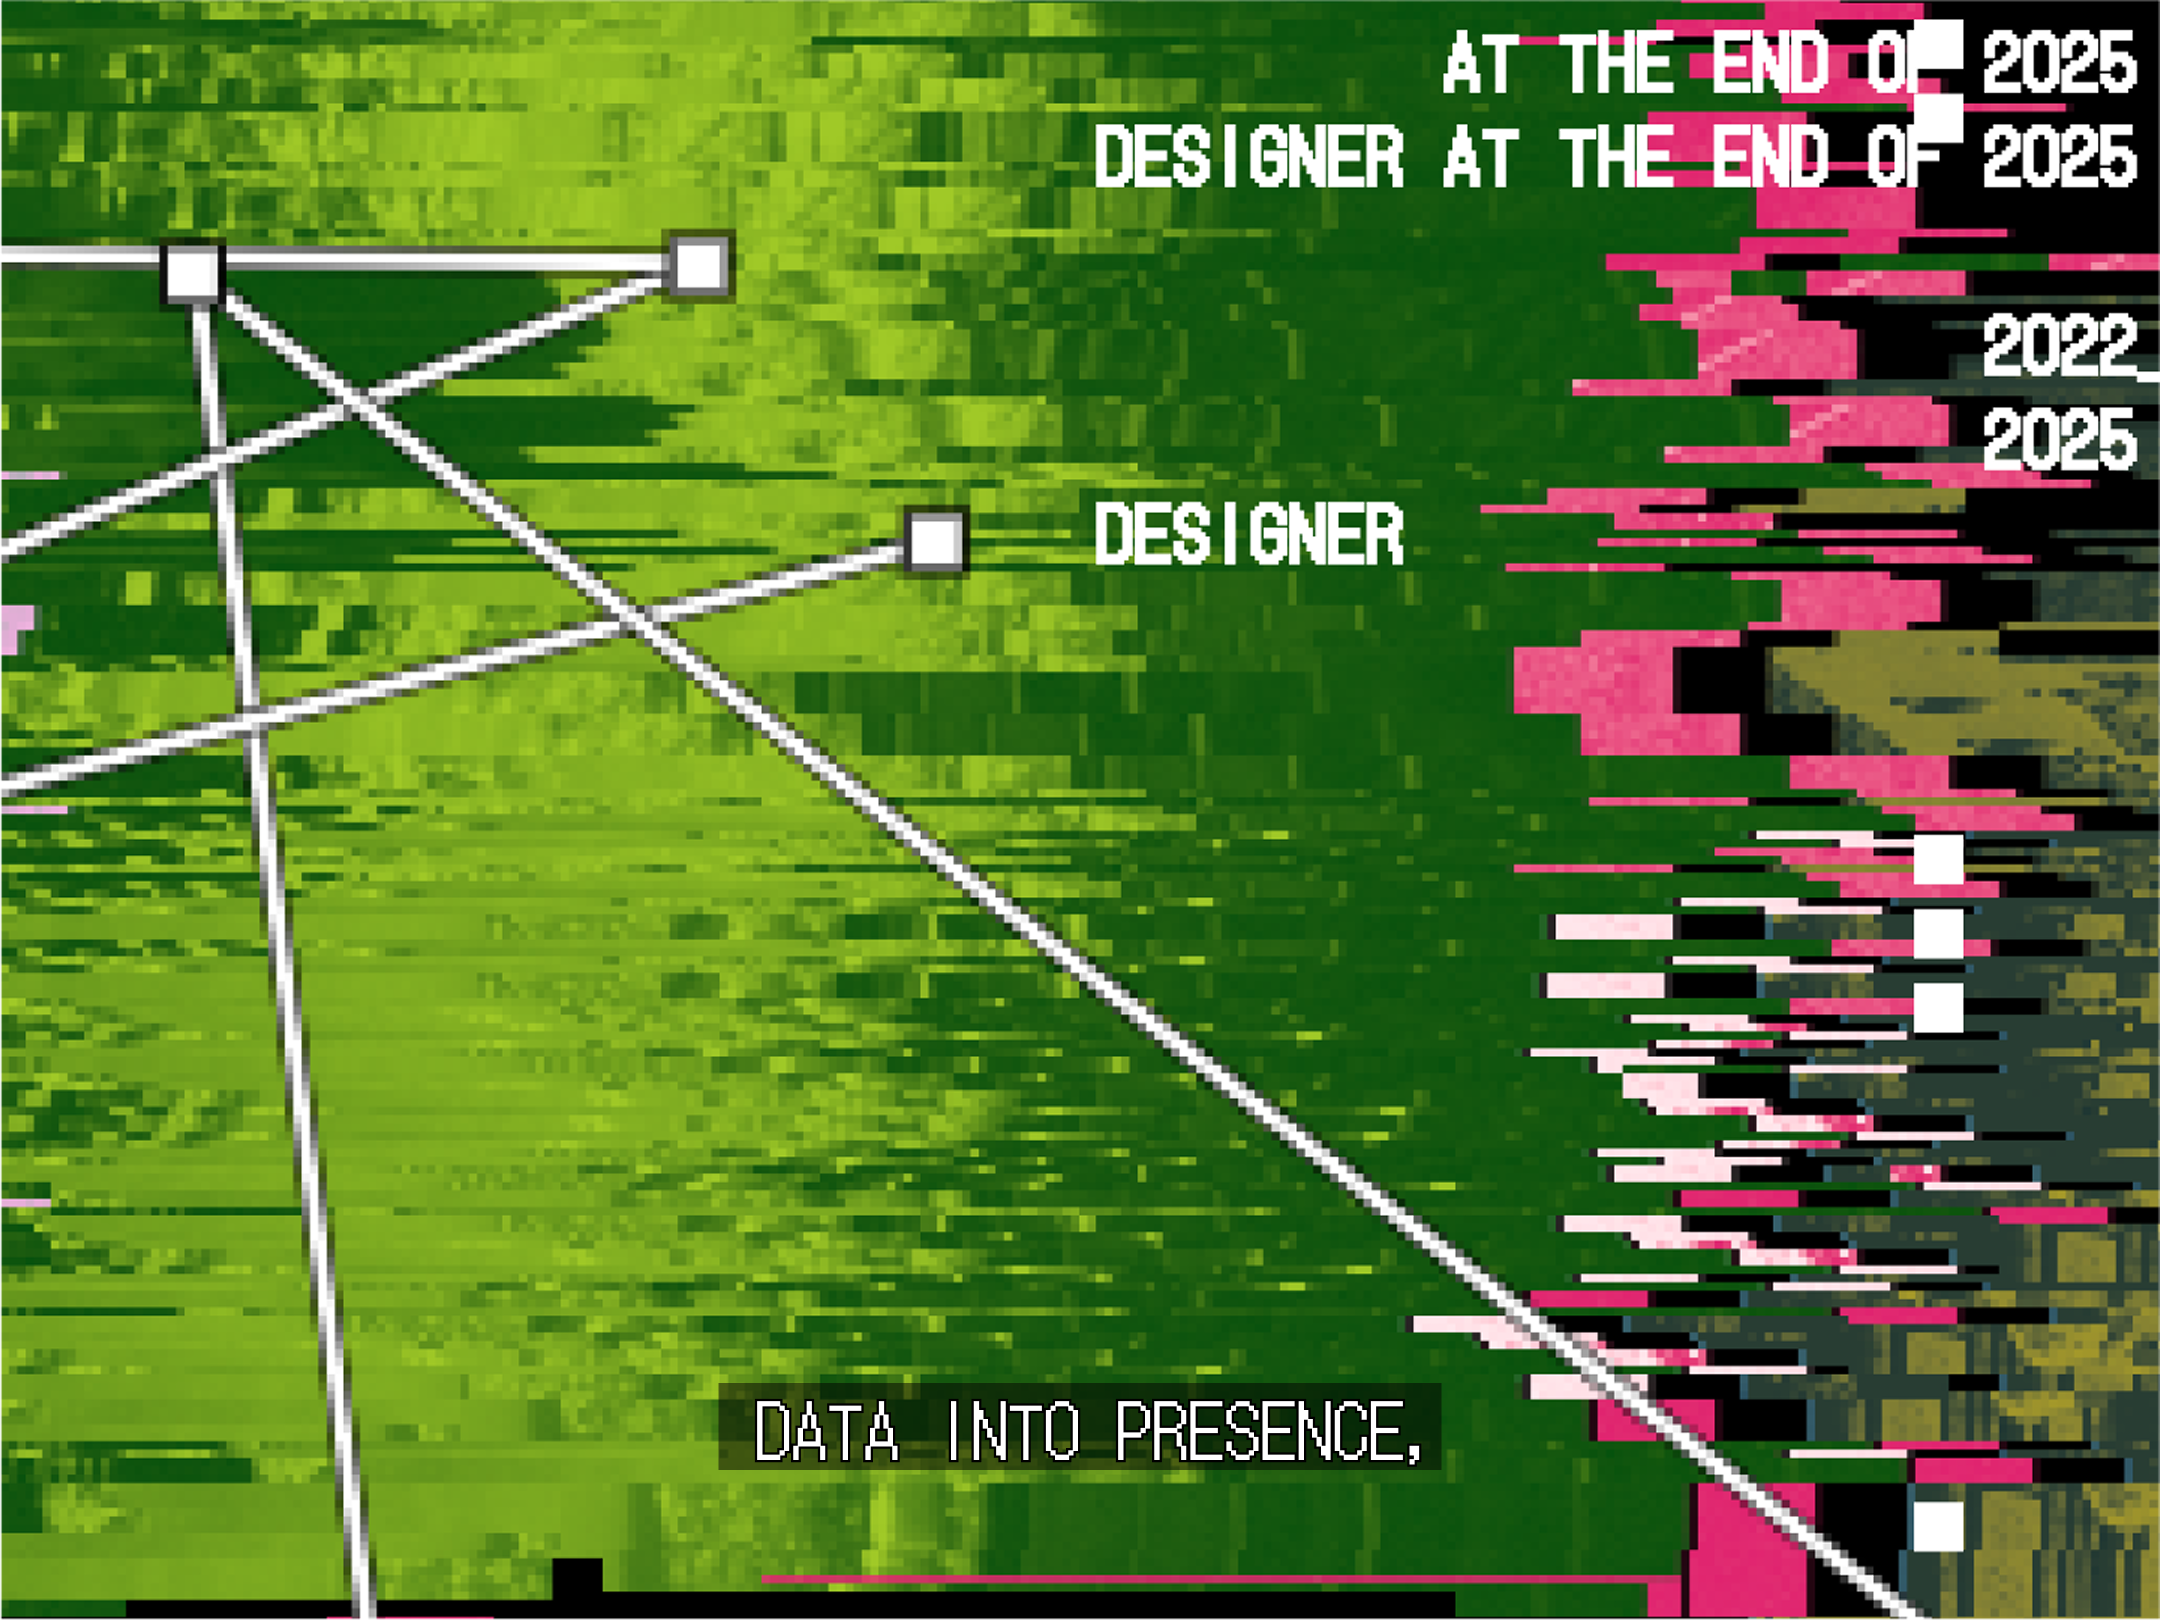 AT THE END OF 2025
DESIGNER AT THE END OF 2025
2022
2025
DESIGNER
DATA INTO PRESENCE,